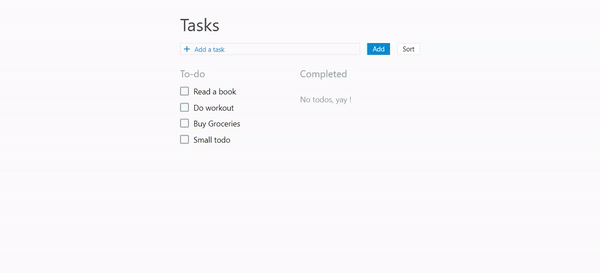 Tasks
+ Add a task
Add
Sort
To-do
Read a book
Do workout
Buy Groceries
Small todo
Completed
No todos, yay !